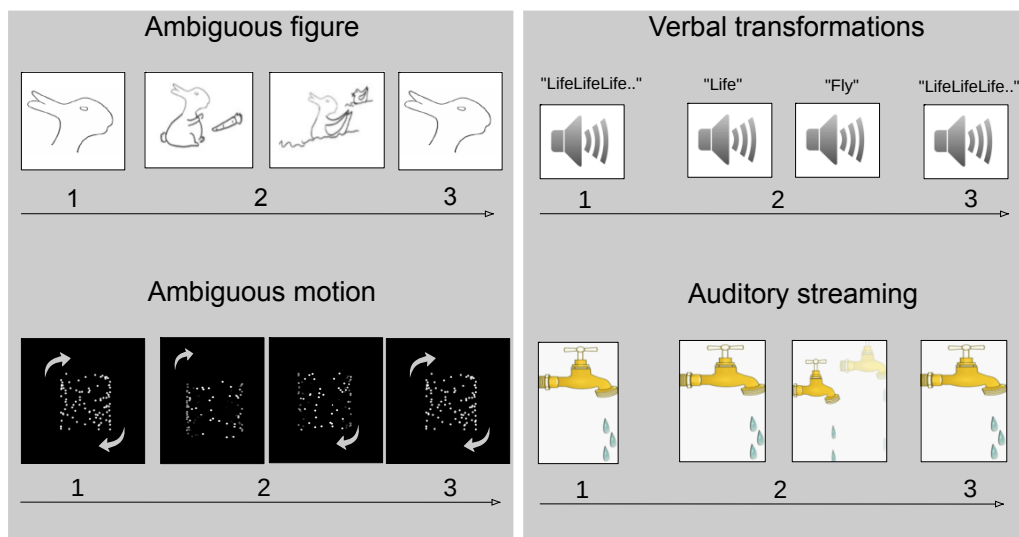 Ambiguous figure
1 2 3
Ambiguous motion
1 2 3
Verbal transformations
"LifeLifeLife.." "Life" "Fly" "LifeLifeLife.."
1 2 3
Auditory streaming
1 2 3